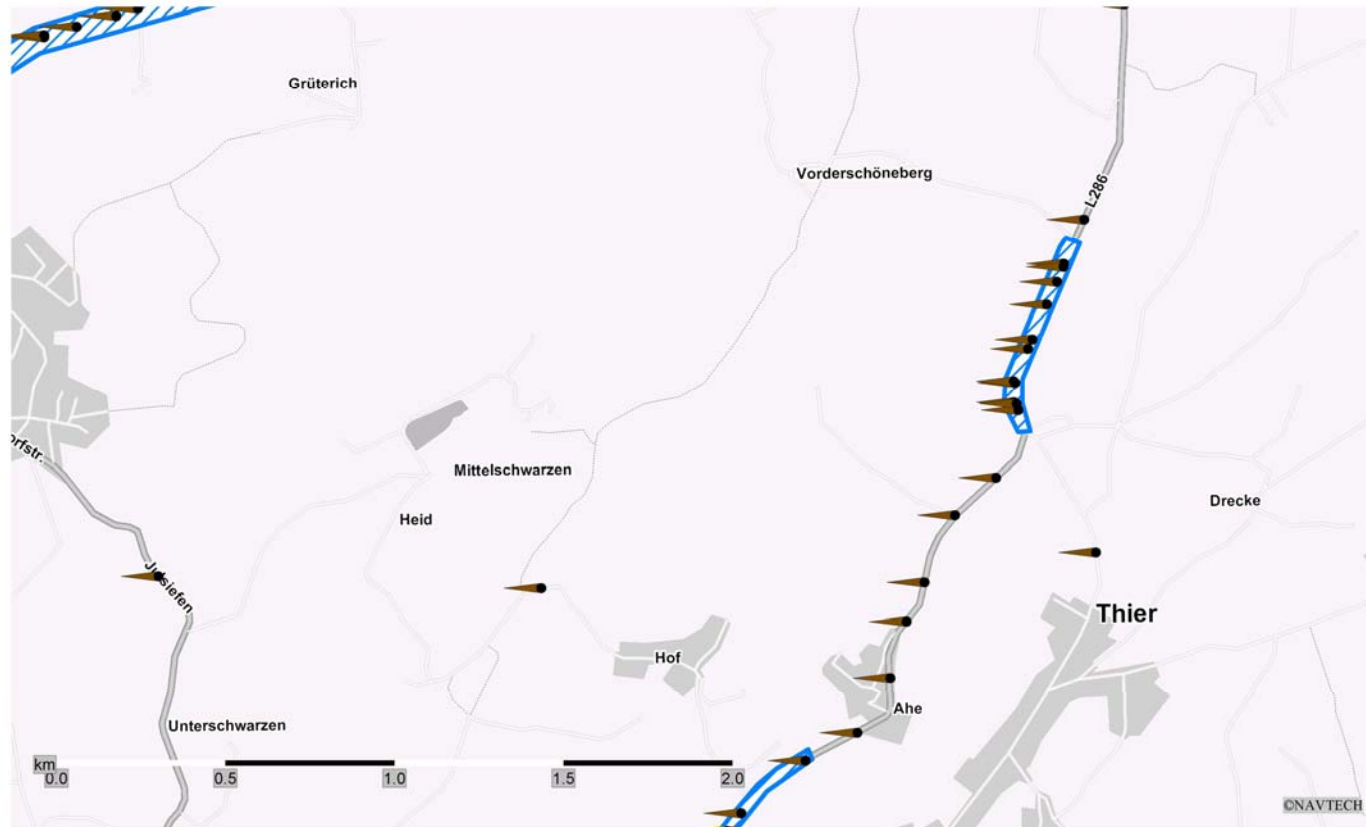 Grüterich
Vorderschöneberg
L286
orfstr.
Mittelschwarzen
Heid
Drecke
Thier
Hof
Ahe
Unterschwarzen
km
0.0 0.5 1.0 1.5 2.0
©NAVTECH